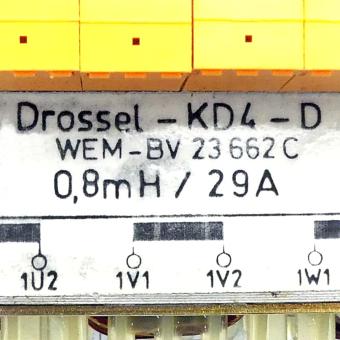 Drossel - KD4 - D
WEM-BV 23 662 C
0,8mH / 29A
1U2 1V1 1V2 1W1